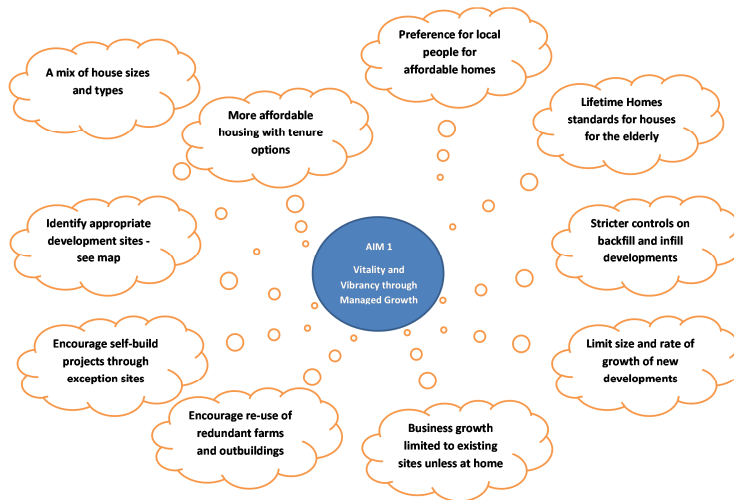 Preference for local
people for
affordable homes
A mix of house sizes
and types
More affordable
housing with tenure
options
Lifetime Homes
standards for houses
for the elderly
Identify appropriate
development sites -
see map
AIM 1
Vitality and
Vibrancy through
Managed Growth
Stricter controls on
backfill and infill
developments
Encourage self-build
projects through
exception sites
Limit size and rate of
growth of new
developments
Encourage re-use of
redundant farms
and outbuildings
Business growth
limited to existing
sites unless at home